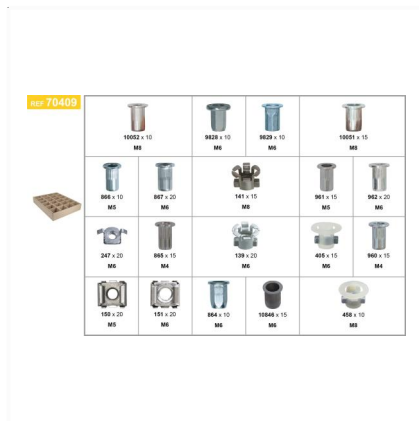 REF 70409
10052 x 10
M8
9828 x 10
M6
9829 x 10
M6
10051 x 15
M8
866 x 10
M5
867 x 20
M6
141 x 15
M8
961 x 15
M5
962 x 20
M6
247 x 20
M6
865 x 15
M4
139 x 20
M6
405 x 15
M6
960 x 15
M4
150 x 20
M5
151 x 20
M6
864 x 10
M6
10846 x 15
M6
458 x 10
M8